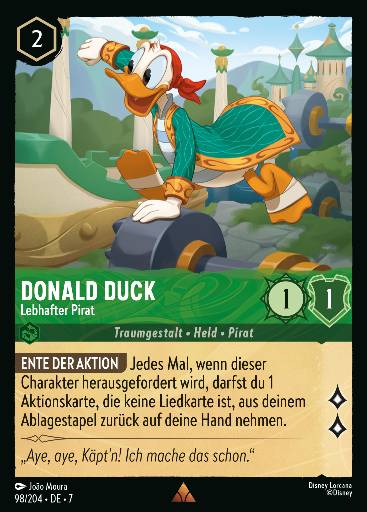 2
DONALD DUCK
Lebhafter Pirat
1
1
Traumgestalt • Held • Pirat
ENTE DER AKTION Jedes Mal, wenn dieser
Charakter herausgefordert wird, darfst du 1
Aktionskarte, die keine Liedkarte ist, aus deinem
Ablagestapel zurück auf deine Hand nehmen.
„Aye, aye, Käpt'n! Ich mache das schon.“
João Moura
98/204 • DE • 7
Disney Lorcana
©Disney